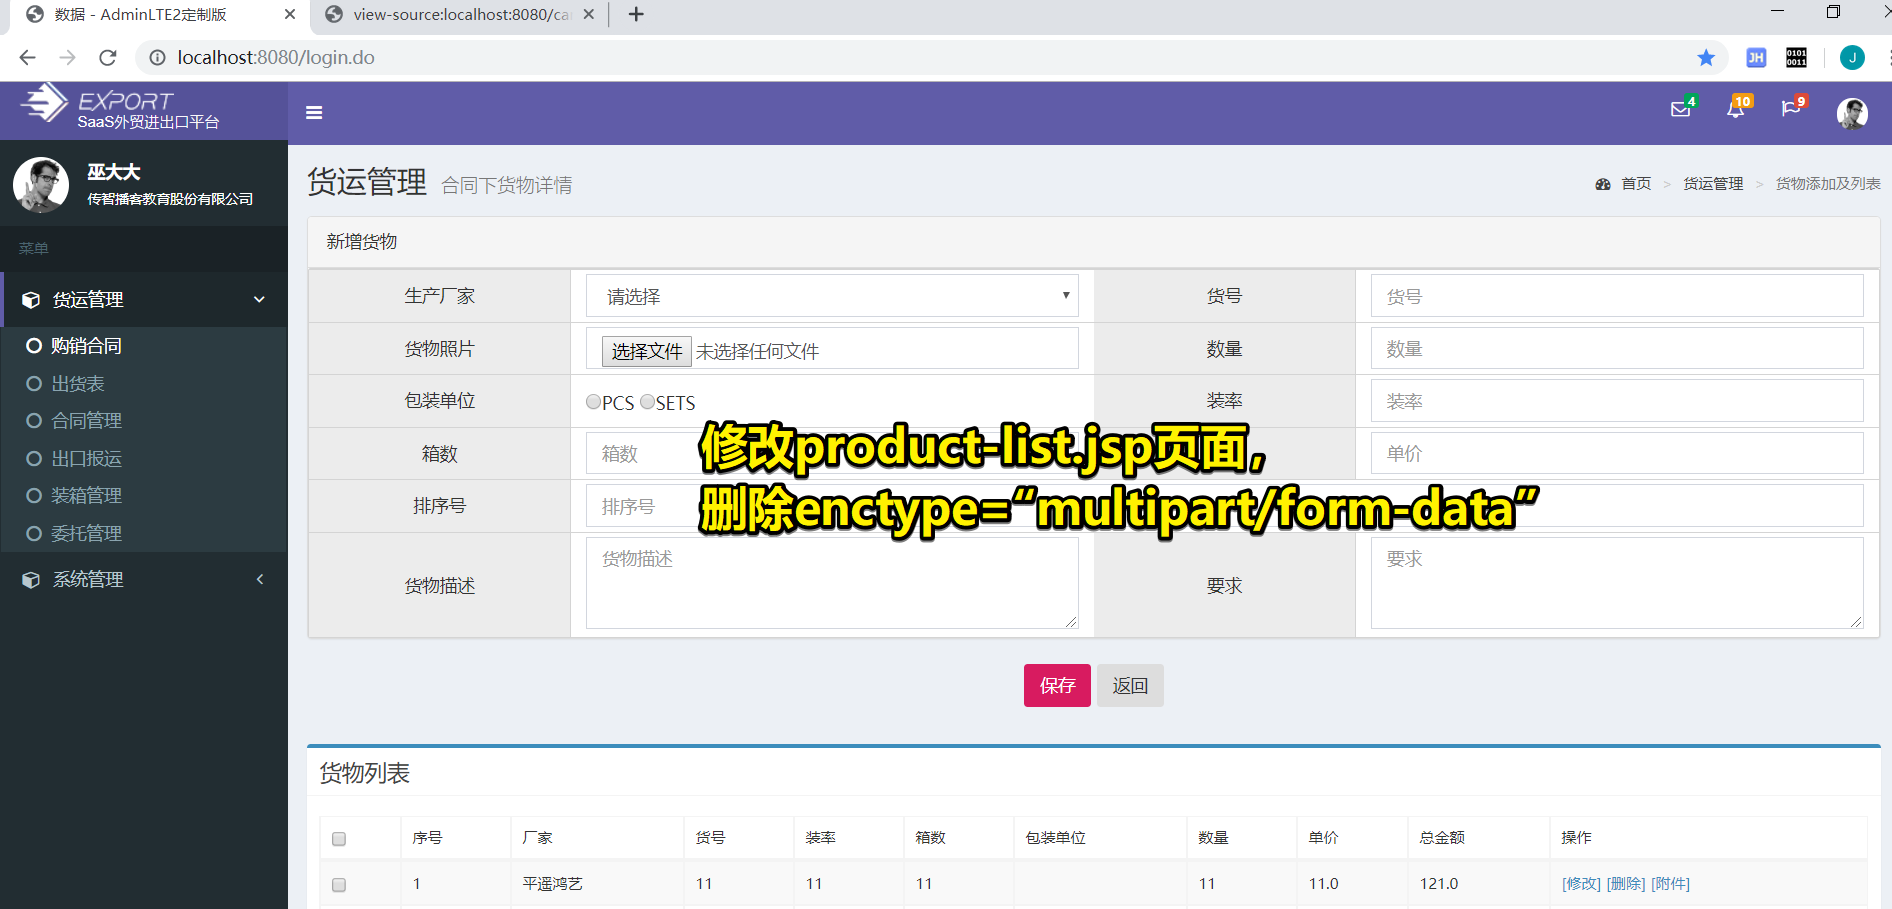 数据 - AdminLTE2定制版
view-source:localhost:8080/ca
localhost:8080/login.do
JH
0101
0011
J
EXPORT
SaaS外贸进出口平台
4
10
9
巫大大
传智播客教育股份有限公司
菜单
货运管理
购销合同
出货表
合同管理
出口报运
装箱管理
委托管理
系统管理
货运管理 合同下货物详情
首页 > 货运管理 > 货物添加及列表
新增货物
生产厂家 请选择 货号 货号
货物照片 选择文件 未选择任何文件 数量 数量
包装单位 PCS SETS 装率 装率
箱数 箱数 单价
修改product-list.jsp页面,
排序号 排序号
删除enctype=“multipart/form-data”
货物描述 货物描述 要求 要求
保存 返回
货物列表
序号 厂家 货号 装率 箱数 包装单位 数量 单价 总金额 操作
1 平遥鸿艺 11 11 11 11 11.0 121.0 [修改] [删除] [附件]